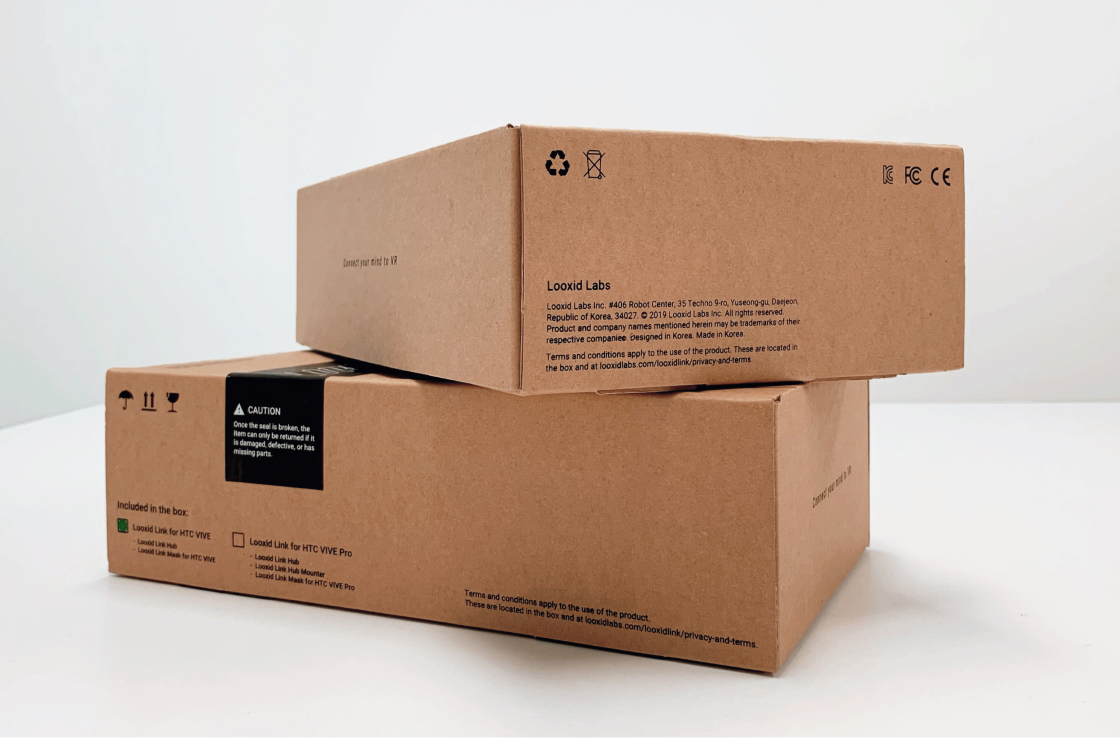 Connect your mind to VR
FC CE
Looxid Labs
Looxid Labs Inc. #406 Robot Center, 35 Techno 9-ro, Yuseong-gu, Daejeon,
Republic of Korea, 34027. © 2019 Looxid Labs Inc. All rights reserved.
Product and company names mentioned herein may be trademarks of their
respective companiee. Designed in Korea. Made in Korea.
Terms and conditions apply to the use of the product. These are located in
the box and at looxidlabs.com/looxidlink/privacy-and-terms.
CAUTION
Once the seal is broken, the
item can only be returned if it
is damaged, defective, or has
missing parts.
Included in the box:
Looxid Link for HTC VIVE
- Looxid Link Hub
- Looxid Link Mask for HTC VIVE
Looxid Link for HTC VIVE Pro
- Looxid Link Hub
- Looxid Link Hub Mounter
- Looxid Link Mask for HTC VIVE Pro
Terms and conditions apply to the use of the product.
These are located in the box and at looxidlabs.com/looxidlink/privacy-and-terms.
Connect your mind to VR